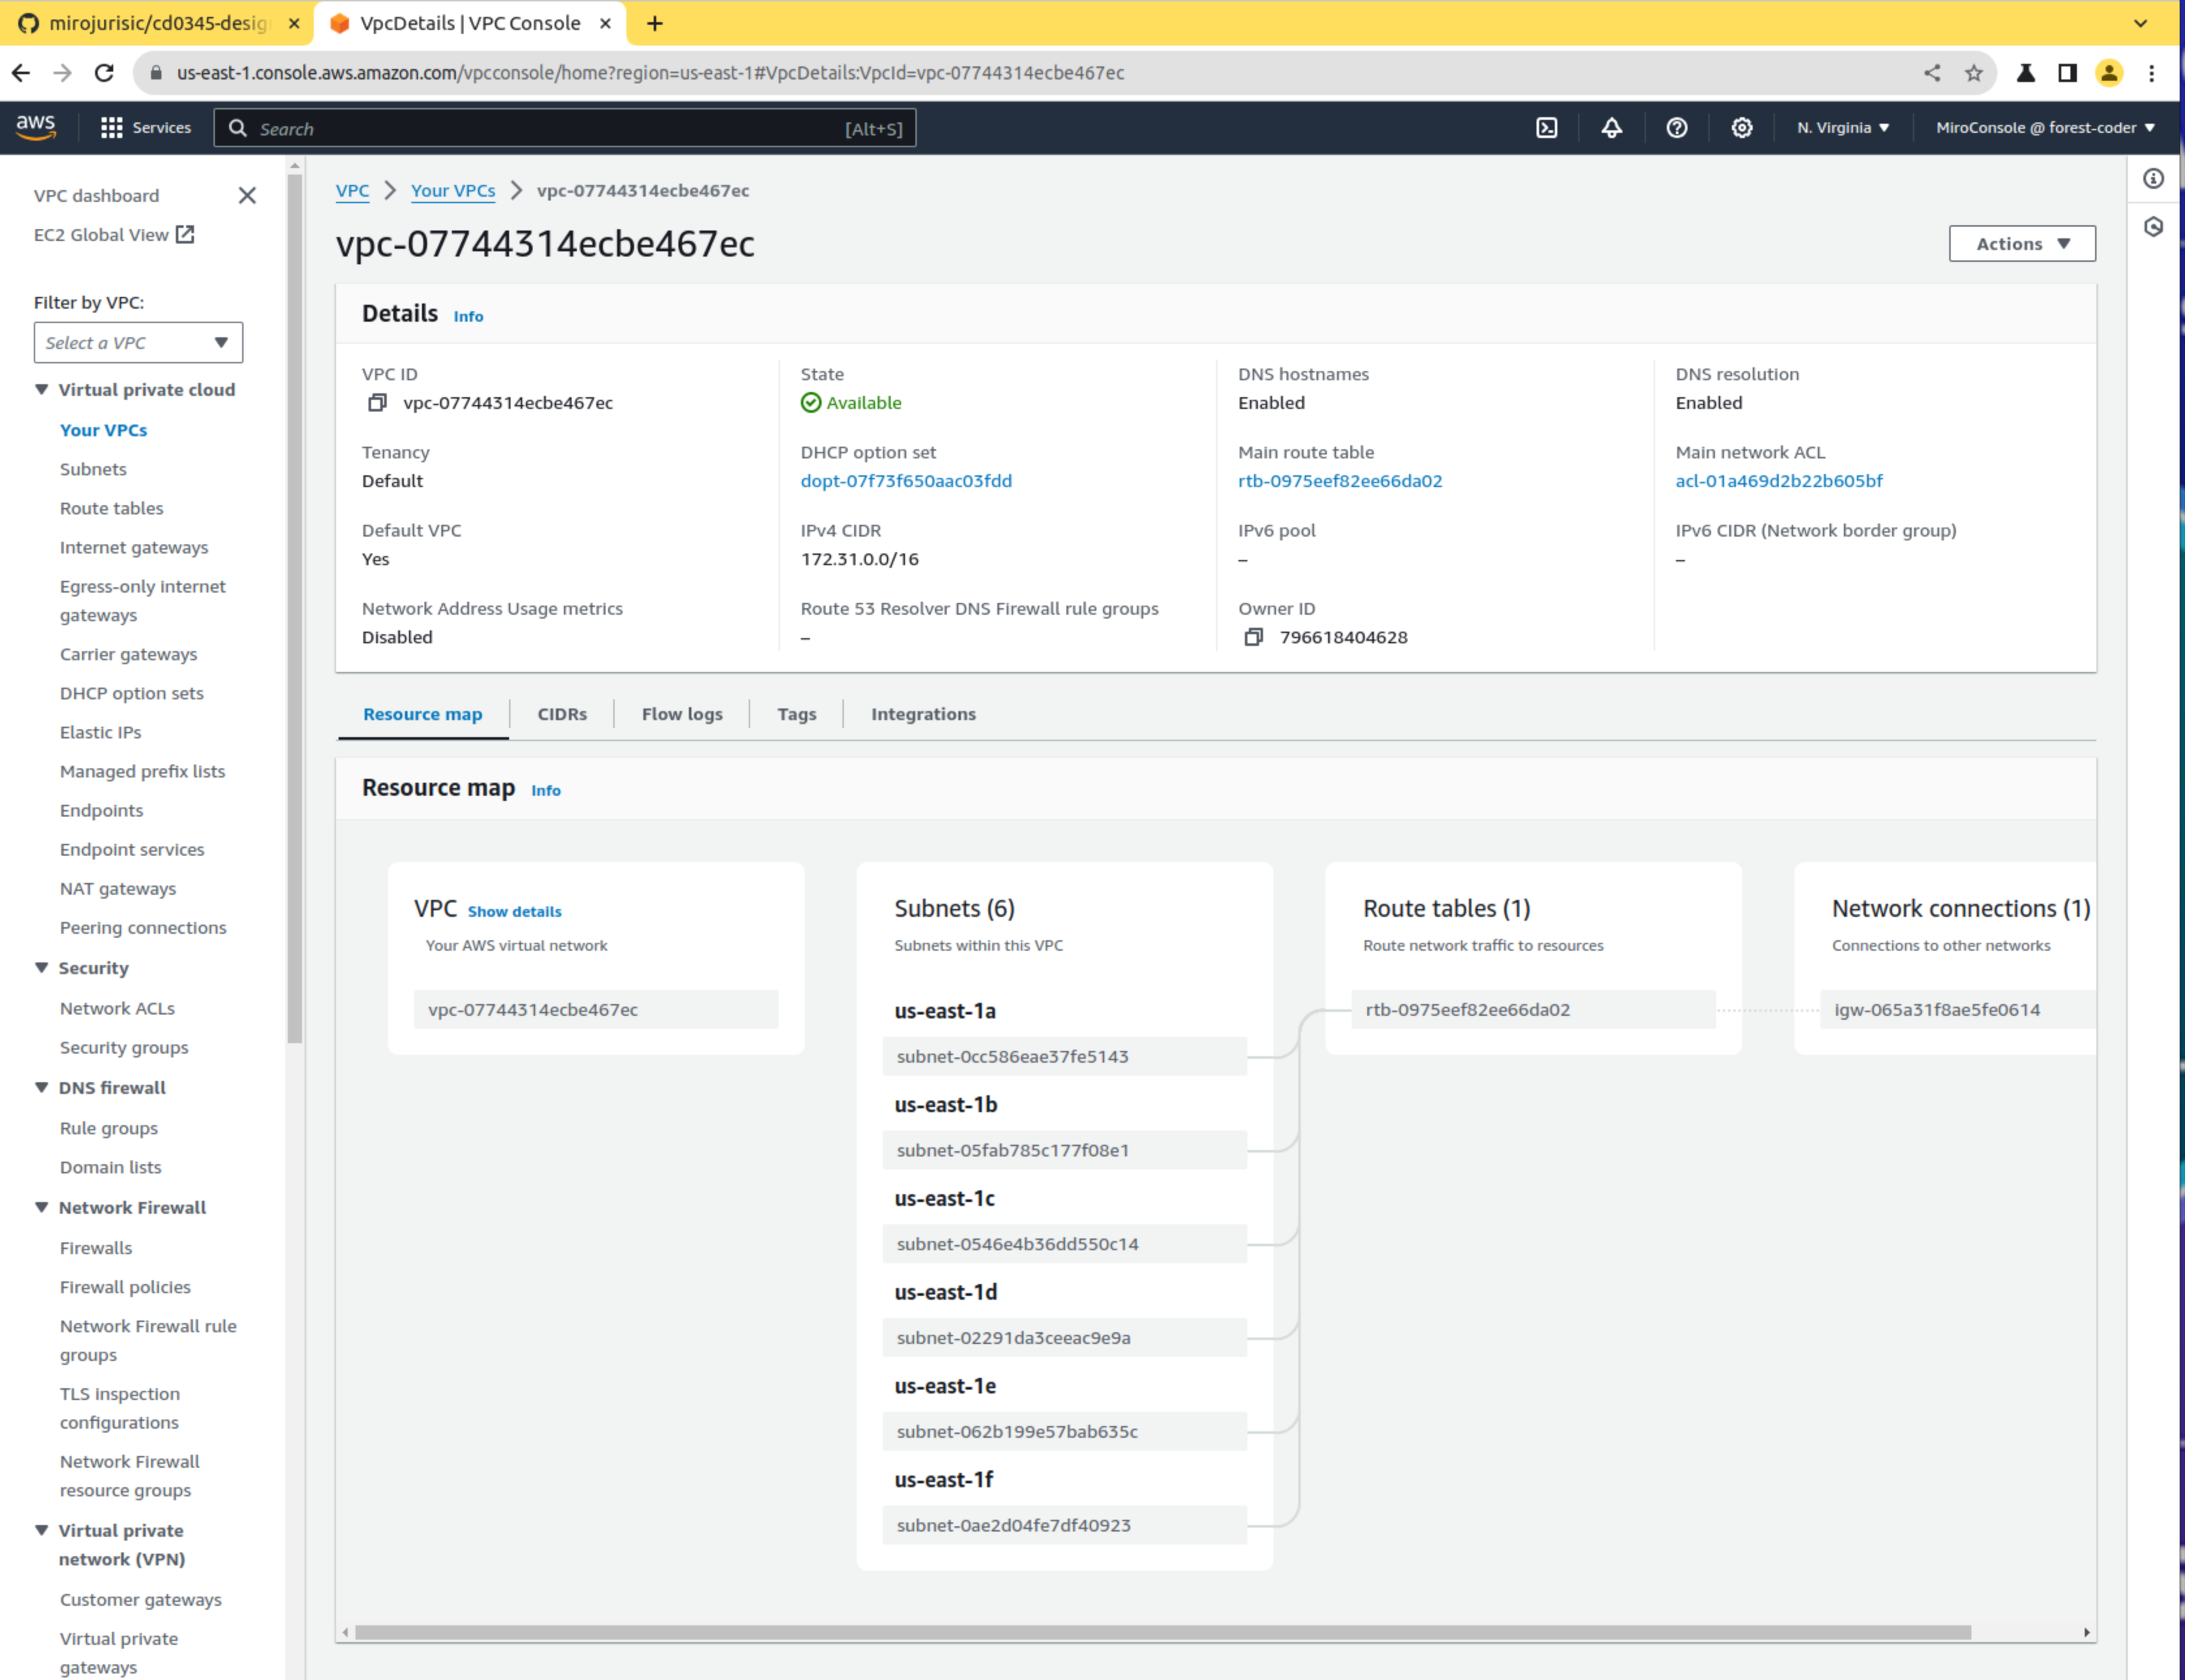 mirojurisic/cd0345-desig
VpcDetails | VPC Console
us-east-1.console.aws.amazon.com/vpcconsole/home?region=us-east-1#VpcDetails:VpcId=vpc-07744314ecbe467ec
aws
Services
Search
[Alt+S]
N. Virginia
MiroConsole @ forest-coder
VPC dashboard
EC2 Global View
Filter by VPC:
Select a VPC
Virtual private cloud
Your VPCs
Subnets
Route tables
Internet gateways
Egress-only internet
gateways
Carrier gateways
DHCP option sets
Elastic IPs
Managed prefix lists
Endpoints
Endpoint services
NAT gateways
Peering connections
Security
Network ACLs
Security groups
DNS firewall
Rule groups
Domain lists
Network Firewall
Firewalls
Firewall policies
Network Firewall rule
groups
TLS inspection
configurations
Network Firewall
resource groups
Virtual private
network (VPN)
Customer gateways
Virtual private
gateways
VPC > Your VPCs > vpc-07744314ecbe467ec
vpc-07744314ecbe467ec
Actions
Details Info
VPC ID
vpc-07744314ecbe467ec
State
Available
DNS hostnames
Enabled
DNS resolution
Enabled
Tenancy
Default
DHCP option set
dopt-07f73f650aac03fdd
Main route table
rtb-0975eef82ee66da02
Main network ACL
acl-01a469d2b22b605bf
Default VPC
Yes
IPv4 CIDR
172.31.0.0/16
IPv6 pool
–
IPv6 CIDR (Network border group)
–
Network Address Usage metrics
Disabled
Route 53 Resolver DNS Firewall rule groups
–
Owner ID
796618404628
Resource map
CIDRs
Flow logs
Tags
Integrations
Resource map Info
VPC Show details
Your AWS virtual network
vpc-07744314ecbe467ec
Subnets (6)
Subnets within this VPC
us-east-1a
subnet-0cc586eae37fe5143
us-east-1b
subnet-05fab785c177f08e1
us-east-1c
subnet-0546e4b36dd550c14
us-east-1d
subnet-02291da3ceeac9e9a
us-east-1e
subnet-062b199e57bab635c
us-east-1f
subnet-0ae2d04fe7df40923
Route tables (1)
Route network traffic to resources
rtb-0975eef82ee66da02
Network connections (1)
Connections to other networks
igw-065a31f8ae5fe0614